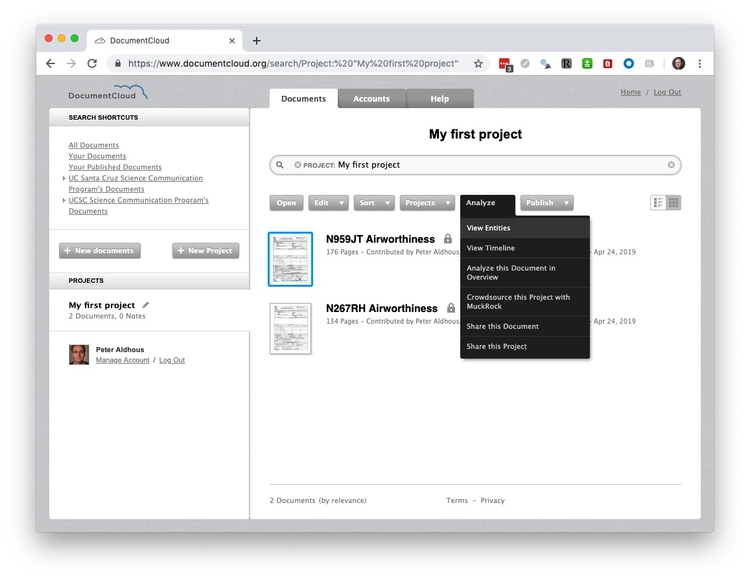 DocumentCloud
https://www.documentcloud.org/search/Project:%20"My%20first%20project"
3
DocumentCloud
Documents
Accounts
Help
Home / Log Out
SEARCH SHORTCUTS
All Documents
Your Documents
Your Published Documents
UC Santa Cruz Science Communication
Program's Documents
UCSC Science Communication Program's
Documents
+ New documents
+ New Project
PROJECTS
My first project
2 Documents, 0 Notes
Peter Aldhous
Manage Account / Log Out
My first project
PROJECT: My first project
Open
Edit
Sort
Projects
Analyze
Publish
View Entities
View Timeline
Analyze this Document in
Overview
Crowdsource this Project with
MuckRock
Share this Document
Share this Project
N959JT Airworthiness
176 Pages – Contributed by Peter Aldhous
– Apr 24, 2019
N267RH Airworthiness
134 Pages – Contributed by Peter Aldhous
– Apr 24, 2019
2 Documents (by relevance)
Terms – Privacy